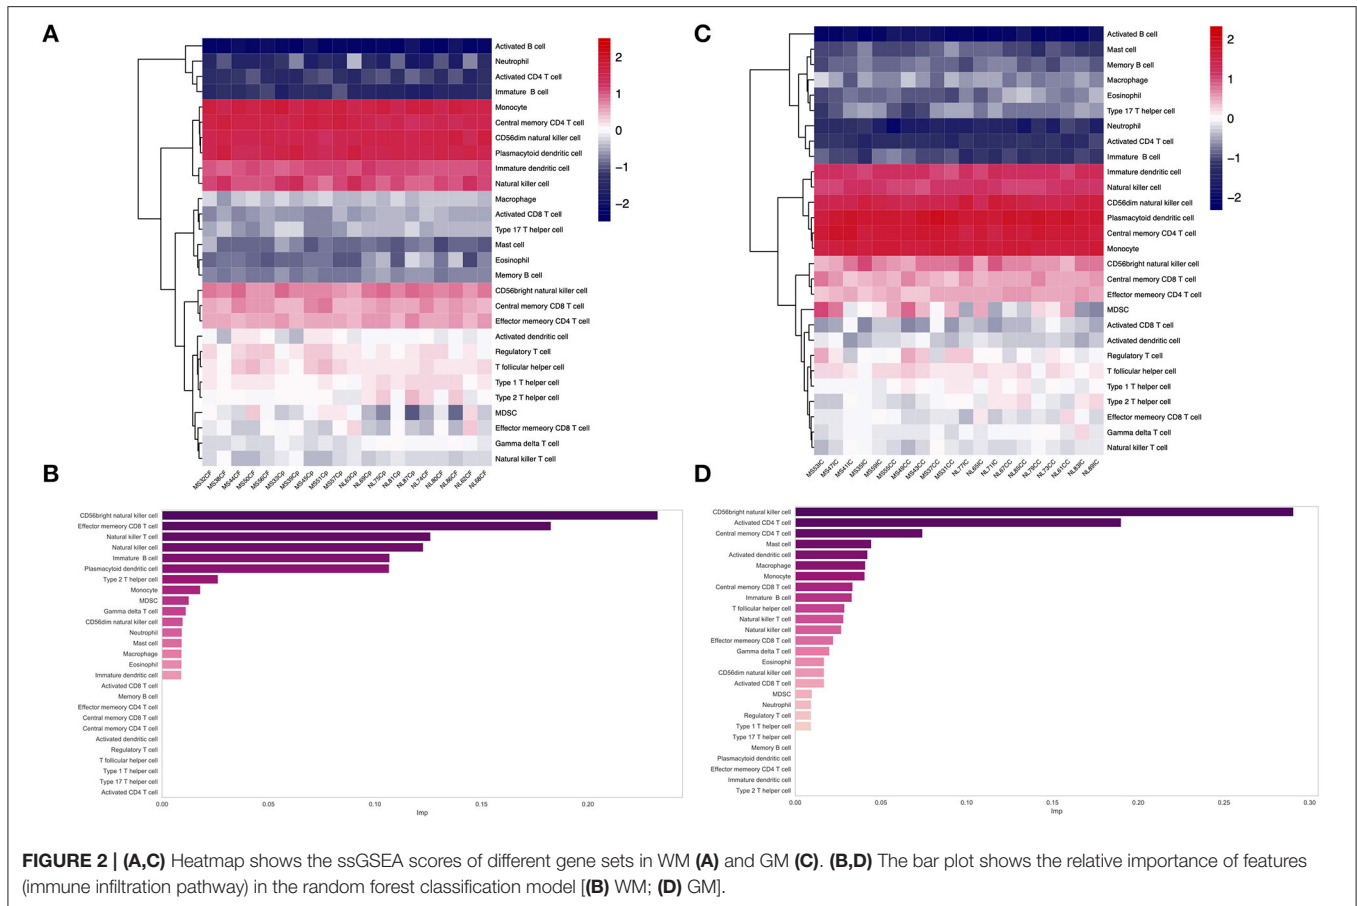 A
Activated B cell
Neutrophil
Activated CD4 T cell
Immature B cell
Monocyte
Central memory CD4 T cell
CD56dim natural killer cell
Plasmacytoid dendritic cell
Immature dendritic cell
Natural killer cell
Macrophage
Activated CD8 T cell
Type 17 T helper cell
Mast cell
Eosinophil
Memory B cell
CD56bright natural killer cell
Central memory CD8 T cell
Effector memeory CD4 T cell
Activated dendritic cell
Regulatory T cell
T follicular helper cell
Type 1 T helper cell
Type 2 T helper cell
MDSC
Effector memeory CD8 T cell
Gamma delta T cell
Natural killer T cell
2
1
0
−1
−2
C
Activated B cell
Mast cell
Memory B cell
Macrophage
Eosinophil
Type 17 T helper cell
Neutrophil
Activated CD4 T cell
Immature B cell
Immature dendritic cell
Natural killer cell
CD56dim natural killer cell
Plasmacytoid dendritic cell
Central memory CD4 T cell
Monocyte
CD56bright natural killer cell
Central memory CD8 T cell
Effector memeory CD4 T cell
MDSC
Activated CD8 T cell
Activated dendritic cell
Regulatory T cell
T follicular helper cell
Type 1 T helper cell
Type 2 T helper cell
Effector memeory CD8 T cell
Gamma delta T cell
Natural killer T cell
2
1
0
−1
−2
B
CD56bright natural killer cell
Effector memeory CD8 T cell
Natural killer T cell
Natural killer cell
Immature B cell
Plasmacytoid dendritic cell
Type 2 T helper cell
Monocyte
MDSC
Gamma delta T cell
CD56dim natural killer cell
Neutrophil
Mast cell
Macrophage
Eosinophil
Immature dendritic cell
Activated CD8 T cell
Memory B cell
Effector memeory CD4 T cell
Central memory CD8 T cell
Central memory CD4 T cell
Activated dendritic cell
Regulatory T cell
T follicular helper cell
Type 1 T helper cell
Type 17 T helper cell
Activated CD4 T cell
0.00 0.05 0.10 0.15 0.20
Imp
D
CD56bright natural killer cell
Activated CD4 T cell
Central memory CD4 T cell
Mast cell
Activated dendritic cell
Macrophage
Monocyte
Central memory CD8 T cell
Immature B cell
T follicular helper cell
Natural killer T cell
Natural killer cell
Effector memeory CD8 T cell
Gamma delta T cell
Eosinophil
CD56dim natural killer cell
Activated CD8 T cell
MDSC
Neutrophil
Regulatory T cell
Type 1 T helper cell
Type 17 T helper cell
Memory B cell
Plasmacytoid dendritic cell
Effector memeory CD4 T cell
Immature dendritic cell
Type 2 T helper cell
0.00 0.05 0.10 0.15 0.20 0.25 0.30
Imp
FIGURE 2 | (A,C) Heatmap shows the ssGSEA scores of different gene sets in WM (A) and GM (C). (B,D) The bar plot shows the relative importance of features
(immune infiltration pathway) in the random forest classification model [(B) WM; (D) GM].